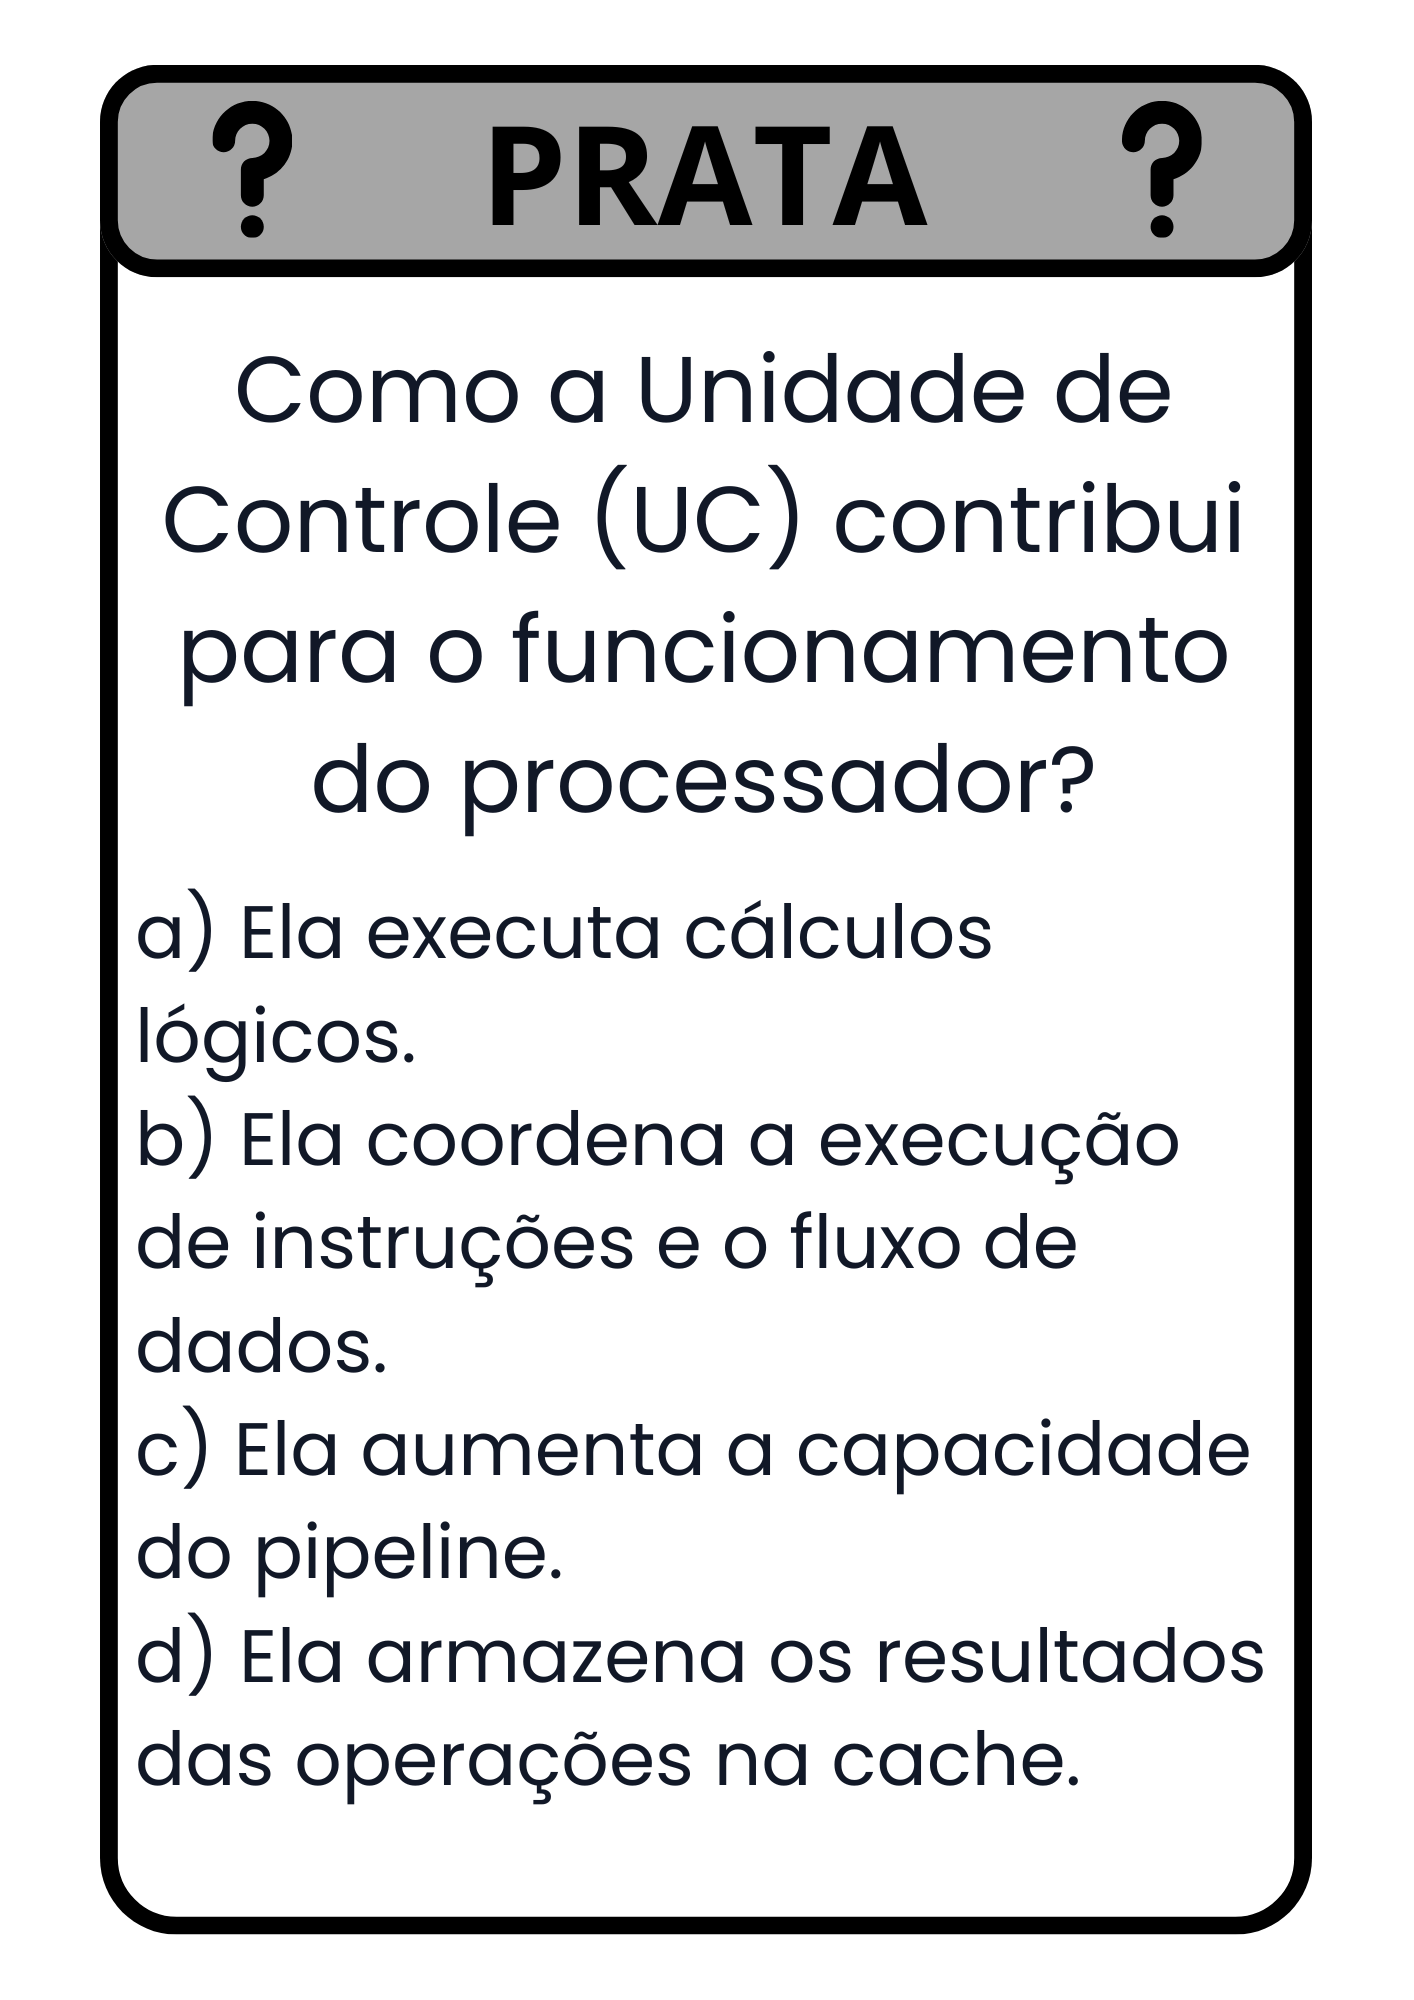 ? PRATA ?
Como a Unidade de
Controle (UC) contribui
para o funcionamento
do processador?
a) Ela executa cálculos
lógicos.
b) Ela coordena a execução
de instruções e o fluxo de
dados.
c) Ela aumenta a capacidade
do pipeline.
d) Ela armazena os resultados
das operações na cache.